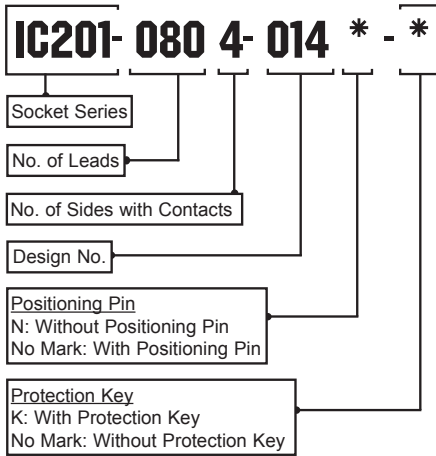 IC201- 080 4- 014 * - *
Socket Series
No. of Leads
No. of Sides with Contacts
Design No.
Positioning Pin
N: Without Positioning Pin
No Mark: With Positioning Pin
Protection Key
K: With Protection Key
No Mark: Without Protection Key